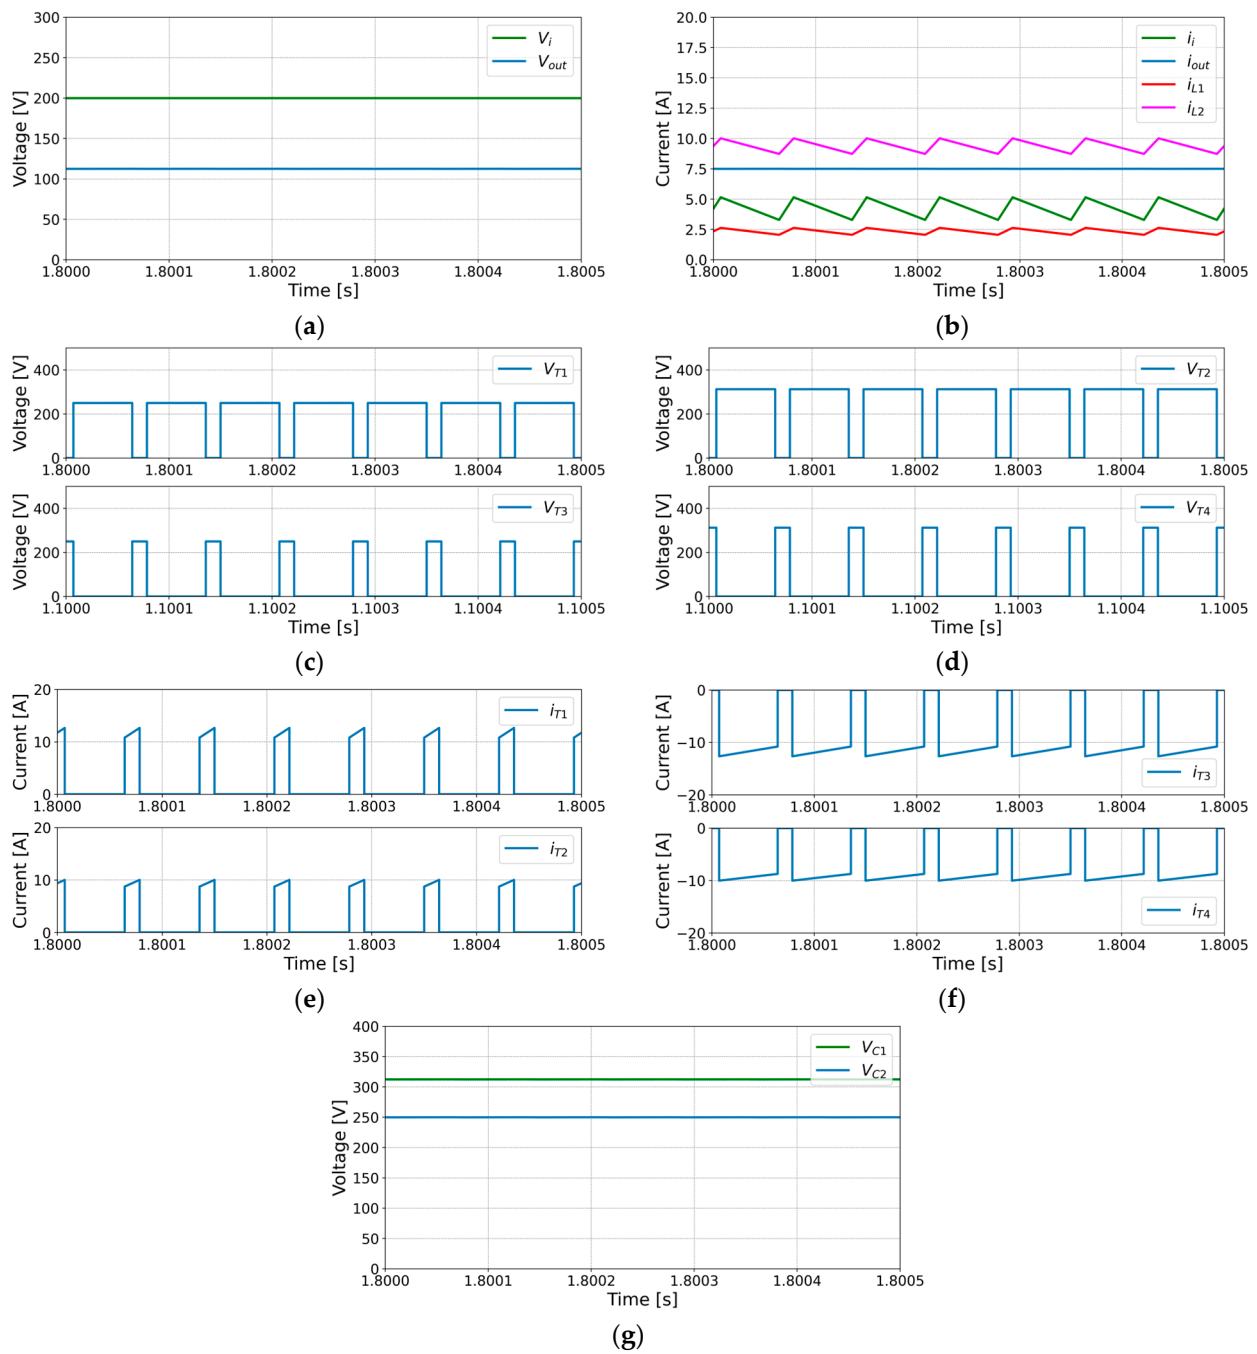 Voltage [V]
300
250
200
150
100
50
0
V_i
V_out
1.8000 1.8001 1.8002 1.8003 1.8004 1.8005
Time [s]
(a)
Current [A]
20.0
17.5
15.0
12.5
10.0
7.5
5.0
2.5
0.0
i_i
i_out
i_L1
i_L2
1.8000 1.8001 1.8002 1.8003 1.8004 1.8005
Time [s]
(b)
Voltage [V]
400
200
0
V_T1
1.8000 1.8001 1.8002 1.8003 1.8004 1.8005
Voltage [V]
400
200
0
V_T3
1.1000 1.1001 1.1002 1.1003 1.1004 1.1005
Time [s]
(c)
Voltage [V]
400
200
0
V_T2
1.8000 1.8001 1.8002 1.8003 1.8004 1.8005
Voltage [V]
400
200
0
V_T4
1.1000 1.1001 1.1002 1.1003 1.1004 1.1005
Time [s]
(d)
Current [A]
20
10
0
i_T1
1.8000 1.8001 1.8002 1.8003 1.8004 1.8005
Current [A]
20
10
0
i_T2
1.8000 1.8001 1.8002 1.8003 1.8004 1.8005
Time [s]
(e)
Current [A]
0
−10
−20
i_T3
1.8000 1.8001 1.8002 1.8003 1.8004 1.8005
Current [A]
0
−10
−20
i_T4
1.8000 1.8001 1.8002 1.8003 1.8004 1.8005
Time [s]
(f)
Voltage [V]
400
350
300
250
200
150
100
50
0
V_C1
V_C2
1.8000 1.8001 1.8002 1.8003 1.8004 1.8005
Time [s]
(g)